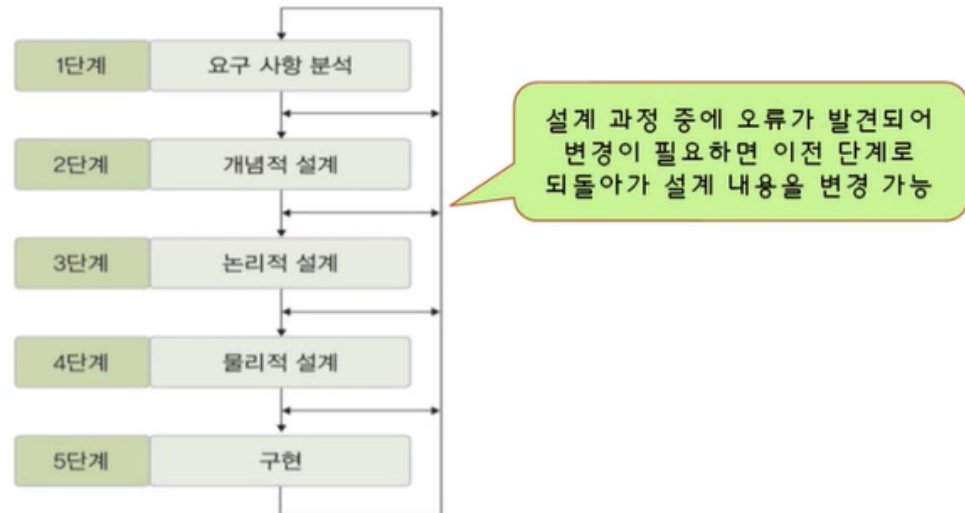 1단계 요구 사항 분석
설계 과정 중에 오류가 발견되어
변경이 필요하면 이전 단계로
되돌아가 설계 내용을 변경 가능
2단계 개념적 설계
3단계 논리적 설계
4단계 물리적 설계
5단계 구현